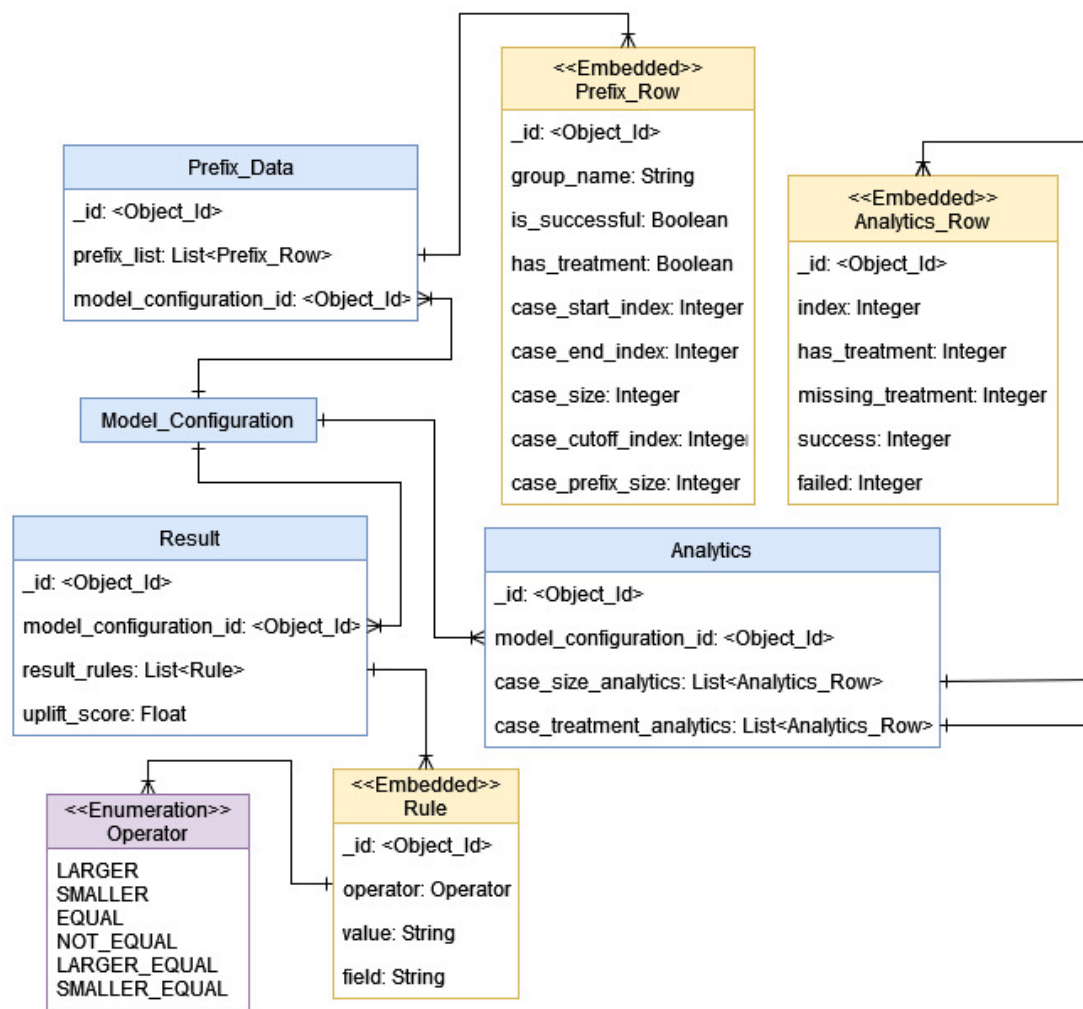 <<Embedded>>
Prefix_Row
_id: <Object_Id>
group_name: String
is_successful: Boolean
has_treatment: Boolean
case_start_index: Integer
case_end_index: Integer
case_size: Integer
case_cutoff_index: Integer
case_prefix_size: Integer
Prefix_Data
_id: <Object_Id>
prefix_list: List<Prefix_Row>
model_configuration_id: <Object_Id>
<<Embedded>>
Analytics_Row
_id: <Object_Id>
index: Integer
has_treatment: Integer
missing_treatment: Integer
success: Integer
failed: Integer
Model_Configuration
Result
_id: <Object_Id>
model_configuration_id: <Object_Id>
result_rules: List<Rule>
uplift_score: Float
Analytics
_id: <Object_Id>
model_configuration_id: <Object_Id>
case_size_analytics: List<Analytics_Row>
case_treatment_analytics: List<Analytics_Row>
<<Enumeration>>
Operator
LARGER
SMALLER
EQUAL
NOT_EQUAL
LARGER_EQUAL
SMALLER_EQUAL
<<Embedded>>
Rule
_id: <Object_Id>
operator: Operator
value: String
field: String